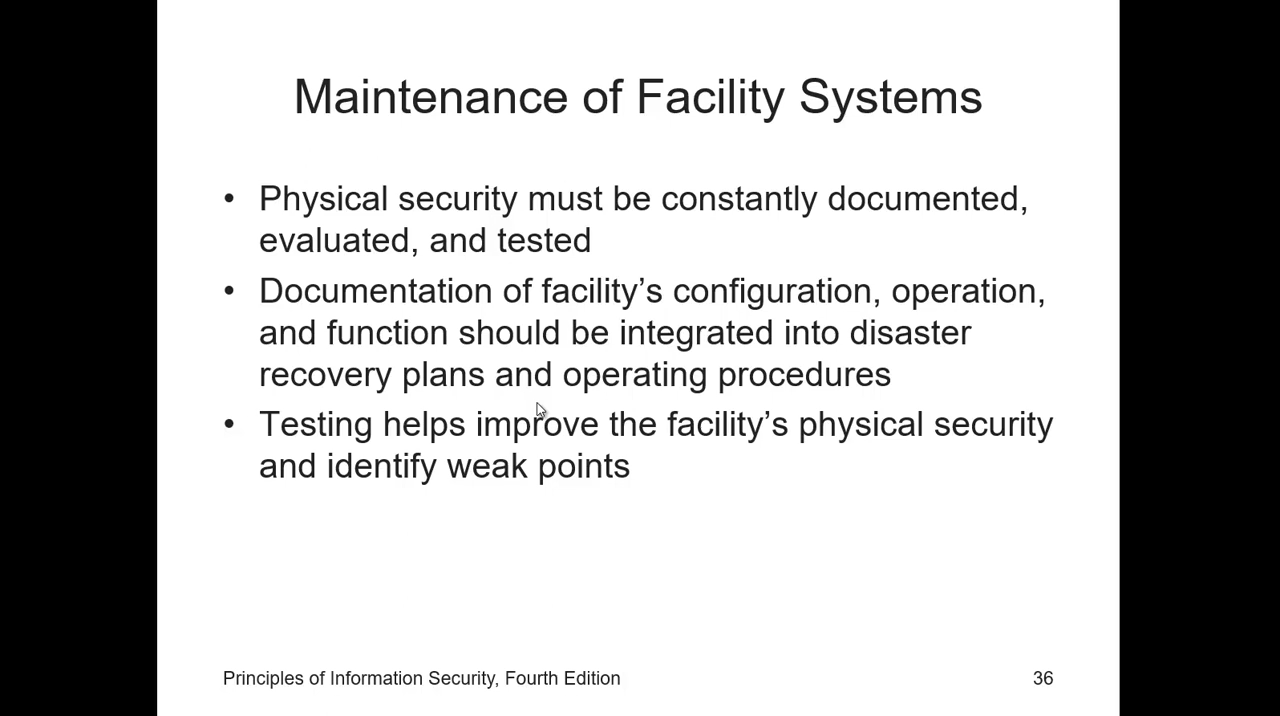 Maintenance of Facility Systems
• Physical security must be constantly documented,
evaluated, and tested
• Documentation of facility’s configuration, operation,
and function should be integrated into disaster
recovery plans and operating procedures
• Testing helps improve the facility’s physical security
and identify weak points
Principles of Information Security, Fourth Edition
36